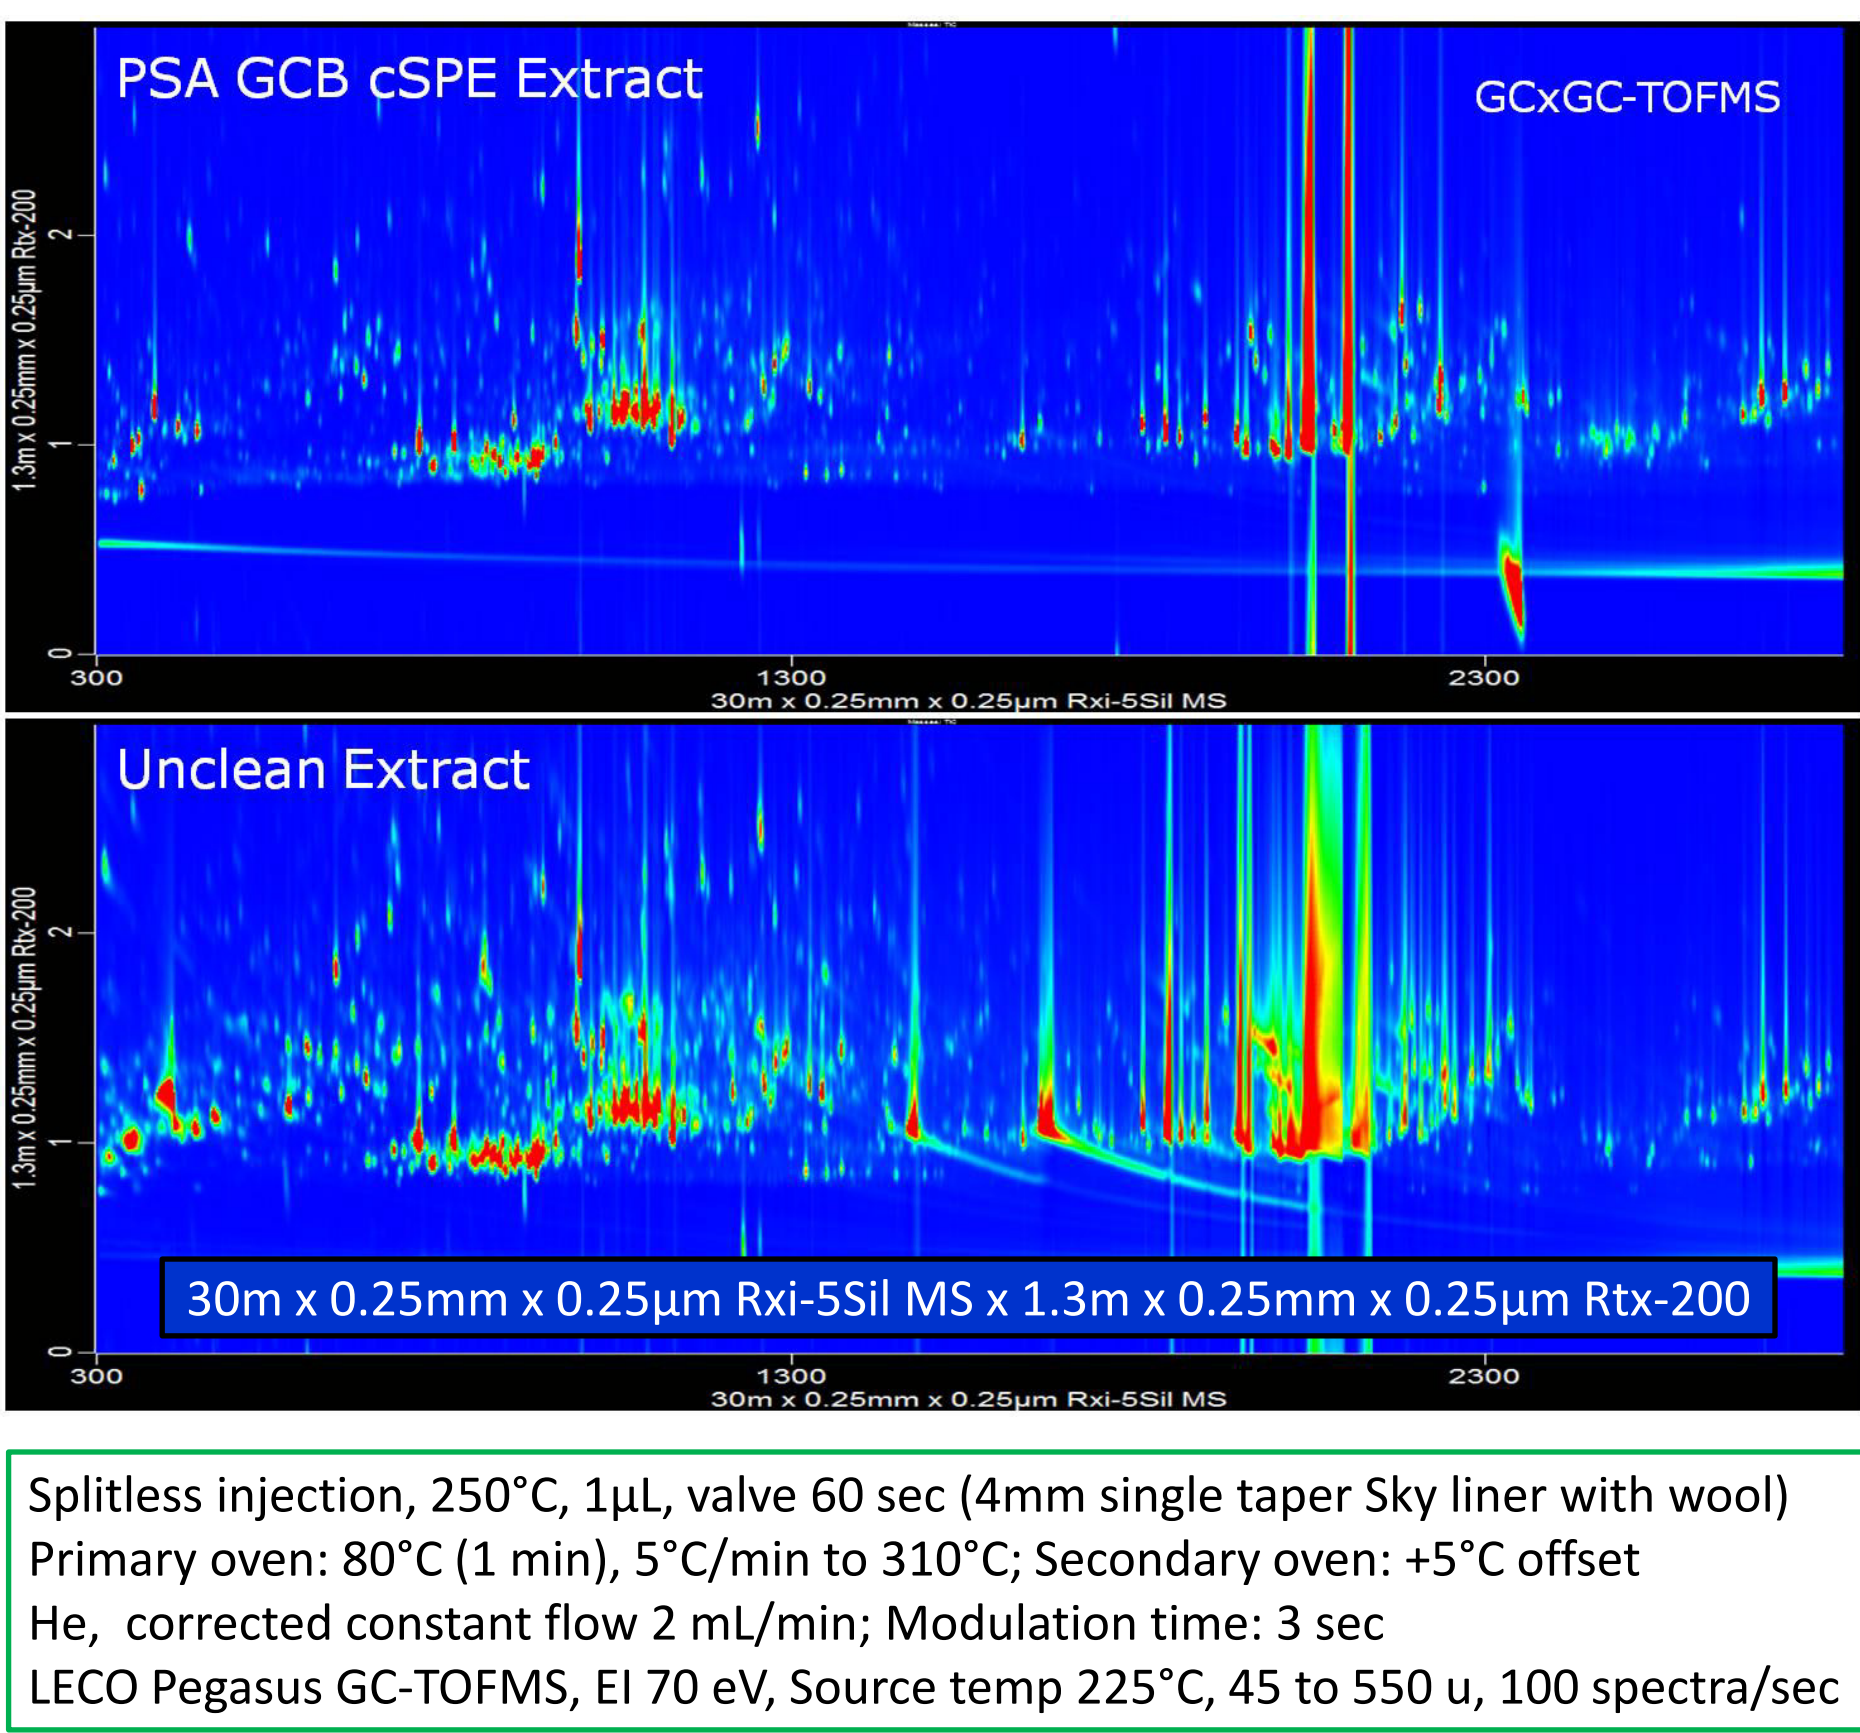 PSA GCB cSPE Extract
GCxGC-TOFMS
1.3m x 0.25mm x 0.25µm Rtx-200
2
1
0
300 1300 2300
30m x 0.25mm x 0.25µm Rxi-5Sil MS
Unclean Extract
1.3m x 0.25mm x 0.25µm Rtx-200
2
1
0
30m x 0.25mm x 0.25µm Rxi-5Sil MS x 1.3m x 0.25mm x 0.25µm Rtx-200
300 1300 2300
30m x 0.25mm x 0.25µm Rxi-5Sil MS
Splitless injection, 250°C, 1µL, valve 60 sec (4mm single taper Sky liner with wool)
Primary oven: 80°C (1 min), 5°C/min to 310°C; Secondary oven: +5°C offset
He, corrected constant flow 2 mL/min; Modulation time: 3 sec
LECO Pegasus GC-TOFMS, EI 70 eV, Source temp 225°C, 45 to 550 u, 100 spectra/sec